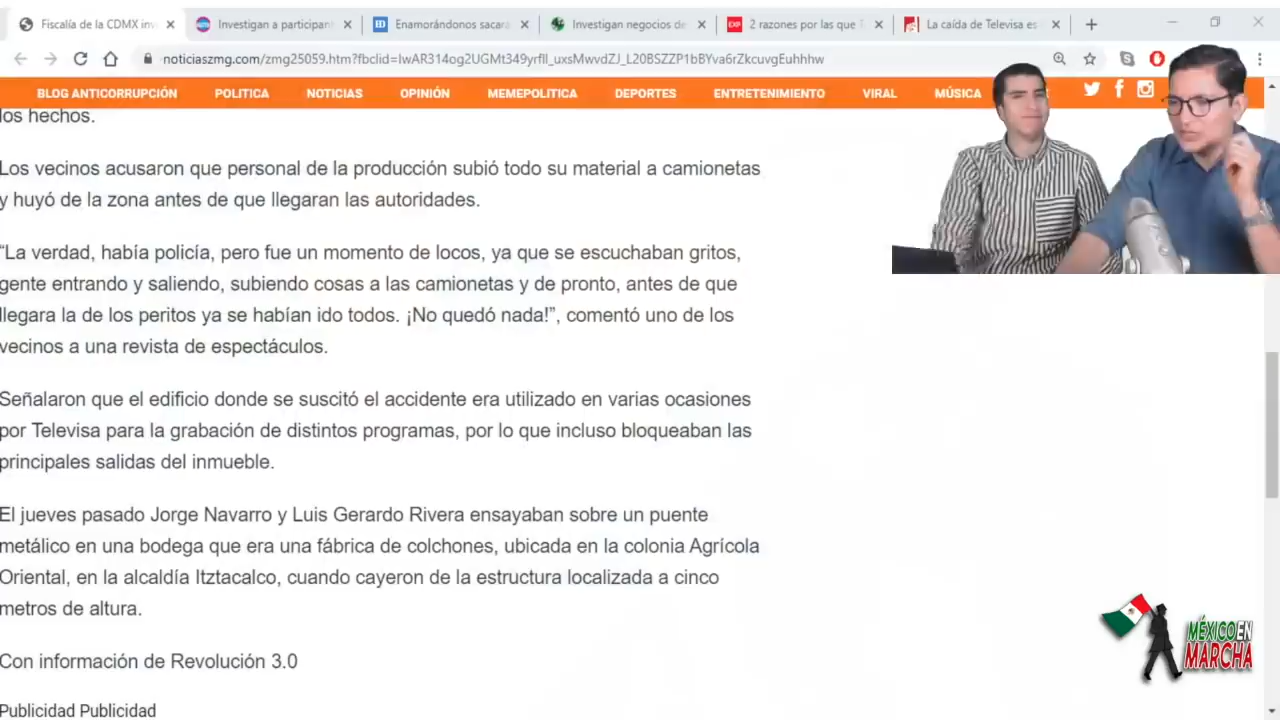 Fiscalía de la CDMX inv
Investigan a participan
Enamorándonos sacar
Investigan negocios de
EXP
2 razones por las que T
La caída de Televisa es
noticiaszmg.com/zmg25059.htm?fbclid=IwAR314og2UGMt349yrfIl_uxsMwvdZJ_L20BSZZP1bBYva6rZkcuvgEuhhhw
BLOG ANTICORRUPCIÓN POLITICA NOTICIAS OPINIÓN MEMEPOLITICA DEPORTES ENTRETENIMIENTO VIRAL MÚSICA
los hechos.
Los vecinos acusaron que personal de la producción subió todo su material a camionetas
y huyó de la zona antes de que llegaran las autoridades.
“La verdad, había policía, pero fue un momento de locos, ya que se escuchaban gritos,
gente entrando y saliendo, subiendo cosas a las camionetas y de pronto, antes de que
llegara la de los peritos ya se habían ido todos. ¡No quedó nada!”, comentó uno de los
vecinos a una revista de espectáculos.
Señalaron que el edificio donde se suscitó el accidente era utilizado en varias ocasiones
por Televisa para la grabación de distintos programas, por lo que incluso bloqueaban las
principales salidas del inmueble.
El jueves pasado Jorge Navarro y Luis Gerardo Rivera ensayaban sobre un puente
metálico en una bodega que era una fábrica de colchones, ubicada en la colonia Agrícola
Oriental, en la alcaldía Itztacalco, cuando cayeron de la estructura localizada a cinco
metros de altura.
Con información de Revolución 3.0
Publicidad Publicidad
MÉXICO EN
MARCHA